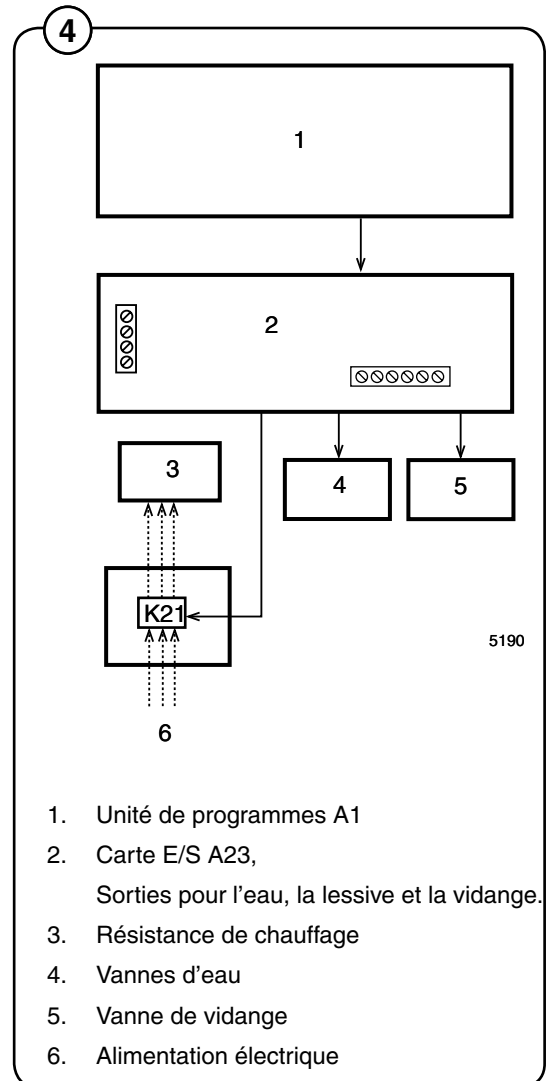 4
1
2
3
4
5
K21
5190
6
1. Unité de programmes A1
2. Carte E/S A23,
Sorties pour l'eau, la lessive et la vidange.
3. Résistance de chauffage
4. Vannes d'eau
5. Vanne de vidange
6. Alimentation électrique